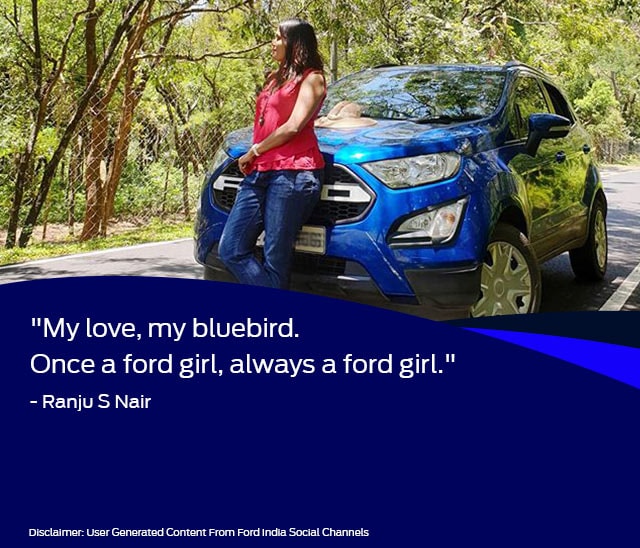 "My love, my bluebird.
Once a ford girl, always a ford girl."
- Ranju S Nair
Disclaimer: User Generated Content From Ford India Social Channels